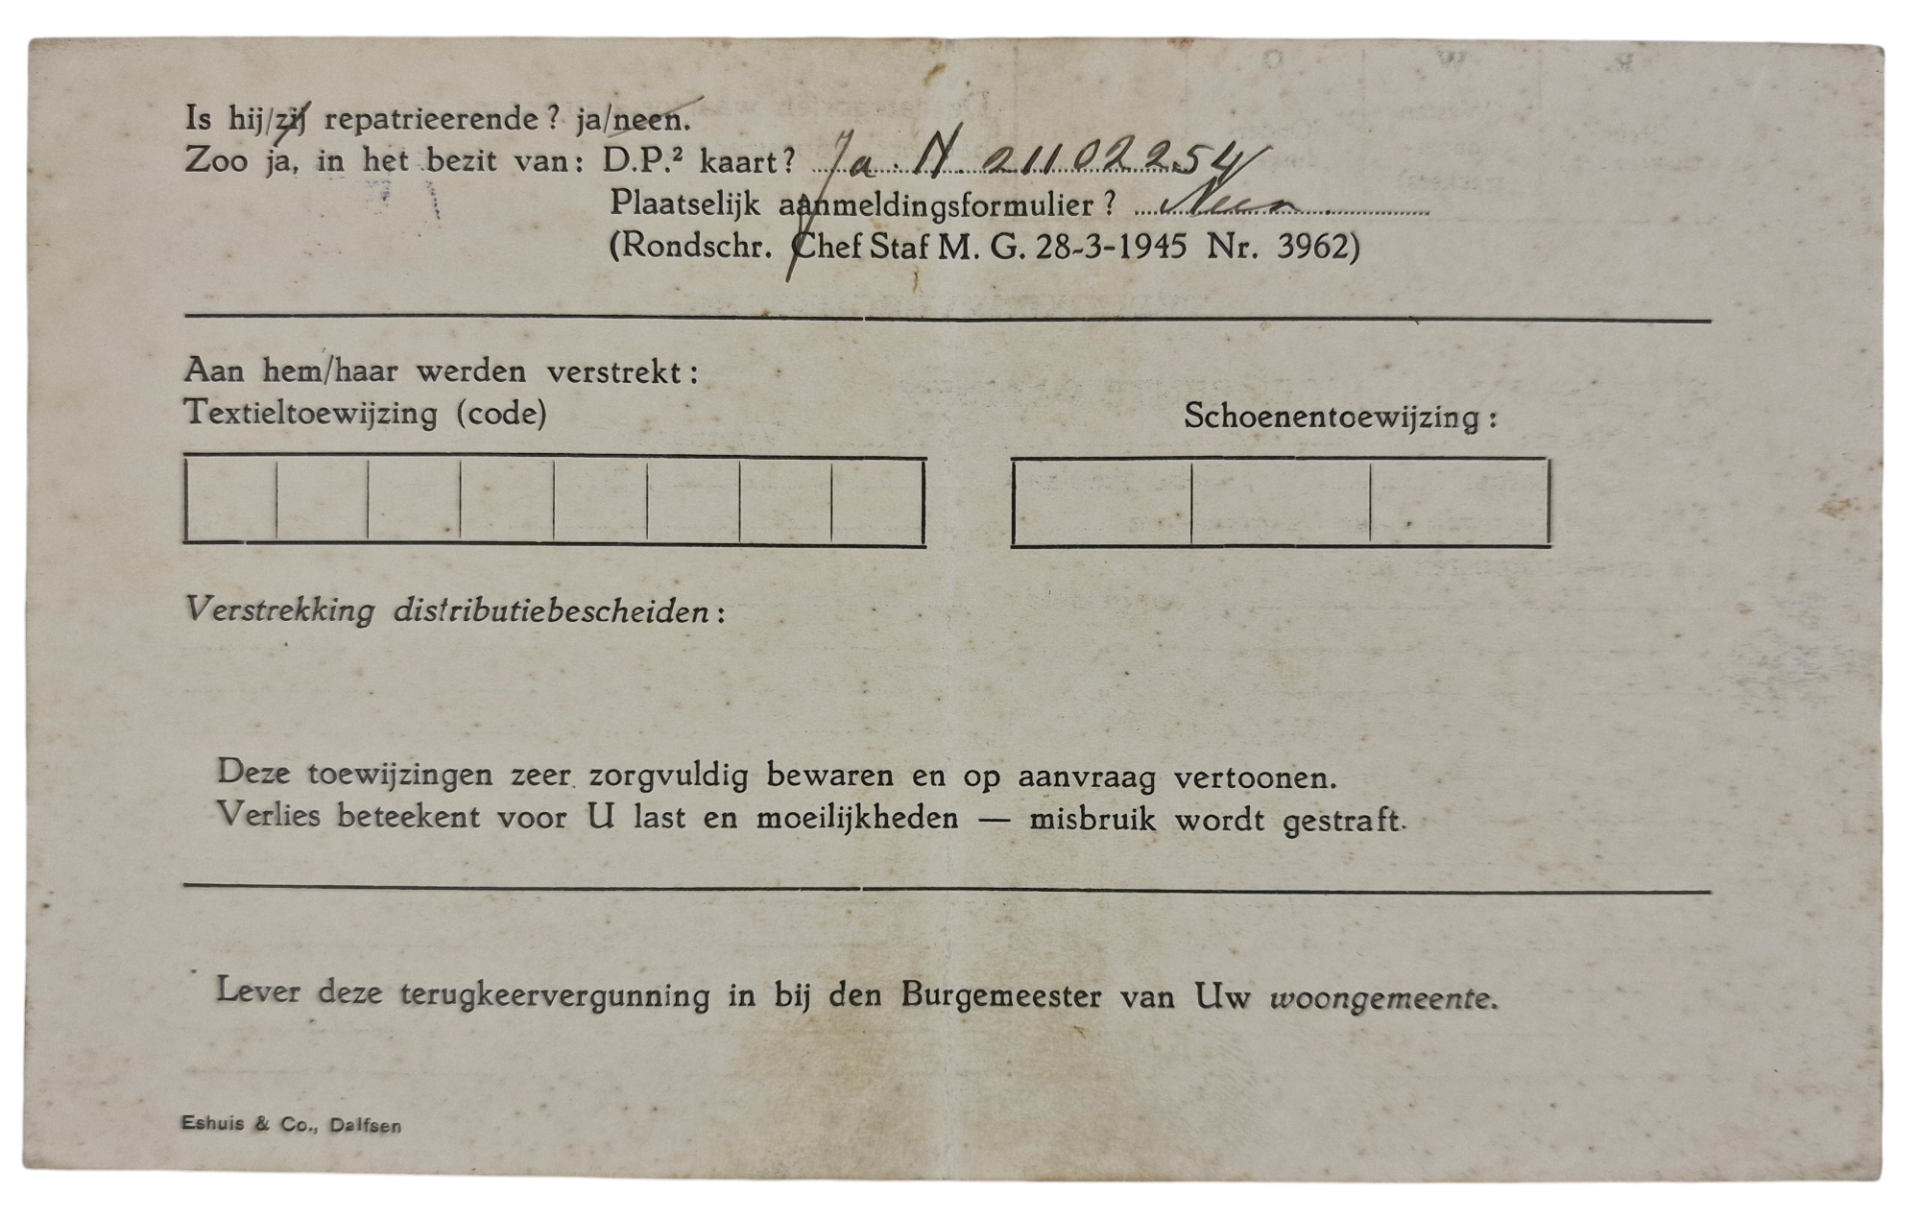 Is hij/zij repatrieerende? ja/neen.
Zoo ja, in het bezit van: D.P.² kaart? Ja. N. 21102254
Plaatselijk aanmeldingsformulier? Neen
(Rondschr. Chef Staf M. G. 28-3-1945 Nr. 3962)
Aan hem/haar werden verstrekt:
Textieltoewijzing (code)
Schoenentoewijzing:
Verstrekking distributiebescheiden:
Deze toewijzingen zeer zorgvuldig bewaren en op aanvraag vertoonen.
Verlies beteekent voor U last en moeilijkheden — misbruik wordt gestraft.
Lever deze terugkeervergunning in bij den Burgemeester van Uw woongemeente.
Eshuis & Co., Dalfsen